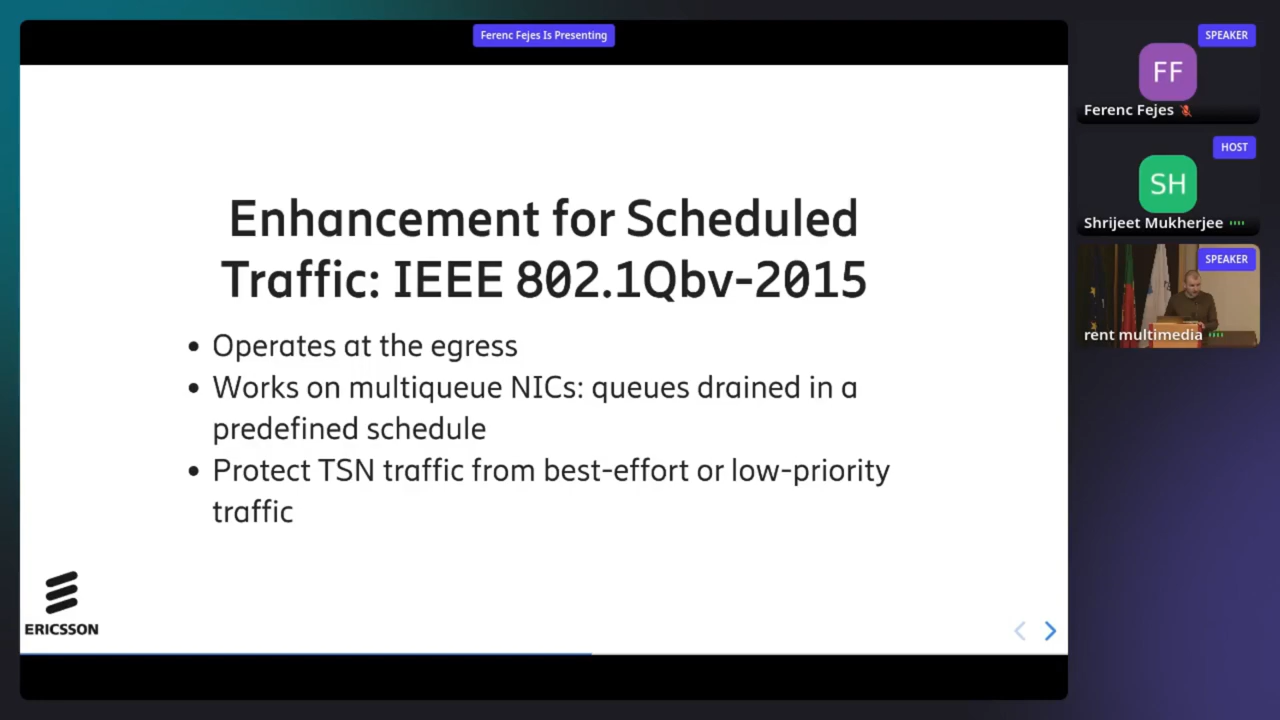 Ferenc Fejes Is Presenting
Enhancement for Scheduled
Traffic: IEEE 802.1Qbv-2015
• Operates at the egress
• Works on multiqueue NICs: queues drained in a
predefined schedule
• Protect TSN traffic from best-effort or low-priority
traffic
ERICSSON
SPEAKER
FF
Ferenc Fejes
HOST
SH
Shrijeet Mukherjee
SPEAKER
rent multimedia